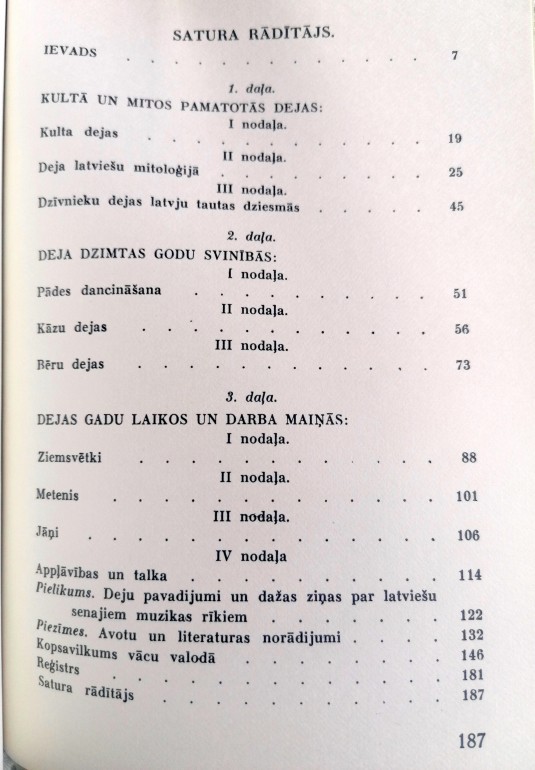 SATURA RĀDĪTĀJS.
IEVADS . . . . . . . . . . . . 7
1. daļa.
KULTĀ UN MITOS PAMATOTĀS DEJAS:
I nodaļa.
Kulta dejas . . . . . . . . . . . 19
II nodaļa.
Deja latviešu mitoloģijā . . . . . . . . 25
III nodaļa.
Dzīvnieku dejas latvju tautas dziesmās . . . . 45
2. daļa.
DEJA DZIMTAS GODU SVINĪBĀS:
I nodaļa.
Pādes dancināšana . . . . . . . . . 51
II nodaļa.
Kāzu dejas . . . . . . . . . . . 56
III nodaļa.
Bēru dejas . . . . . . . . . . . 73
3. daļa.
DEJAS GADU LAIKOS UN DARBA MAIŅĀS:
I nodaļa.
Ziemsvētki . . . . . . . . . . . 88
II nodaļa.
Metenis . . . . . . . . . . . . 101
III nodaļa.
Jāņi . . . . . . . . . . . . . 106
IV nodaļa
Appļāvības un talka . . . . . . . . . 114
Pielikums. Deju pavadijumi un dažas ziņas par latviešu
senajiem muzikas rīkiem . . . . . . 122
Piezīmes. Avotu un literaturas norādījumi . . . . 132
Kopsavilkums vācu valodā . . . . . . . 146
Reģistrs . . . . . . . . . . . . 181
Satura rādītājs . . . . . . . . . . 187
187